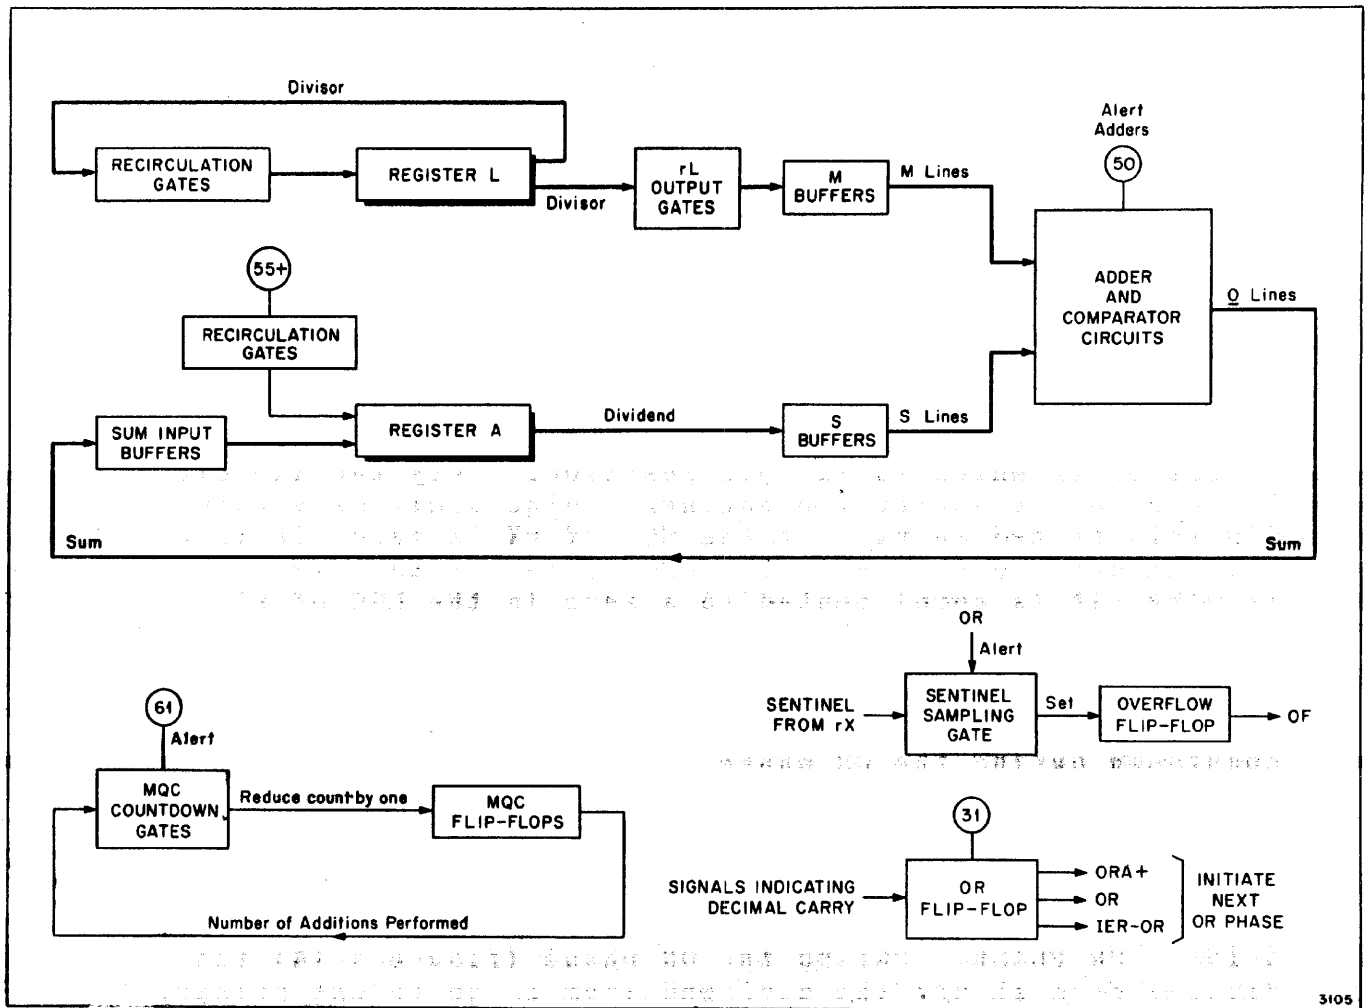 Divisor
Alert
Adders
50
RECIRCULATION
GATES
REGISTER L
Divisor
rL
OUTPUT
GATES
M
BUFFERS
M Lines
ADDER
AND
COMPARATOR
CIRCUITS
O Lines
55+
RECIRCULATION
GATES
SUM INPUT
BUFFERS
REGISTER A
Dividend
S
BUFFERS
S Lines
Sum
Sum
OR
Alert
SENTINEL
FROM rX
SENTINEL
SAMPLING
GATE
Set
OVERFLOW
FLIP-FLOP
OF
61
Alert
MQC
COUNTDOWN
GATES
Reduce count by one
MQC
FLIP-FLOPS
Number of Additions Performed
31
SIGNALS INDICATING
DECIMAL CARRY
OR
FLIP-FLOP
ORA+
OR
IER-OR
INITIATE
NEXT
OR PHASE
3105